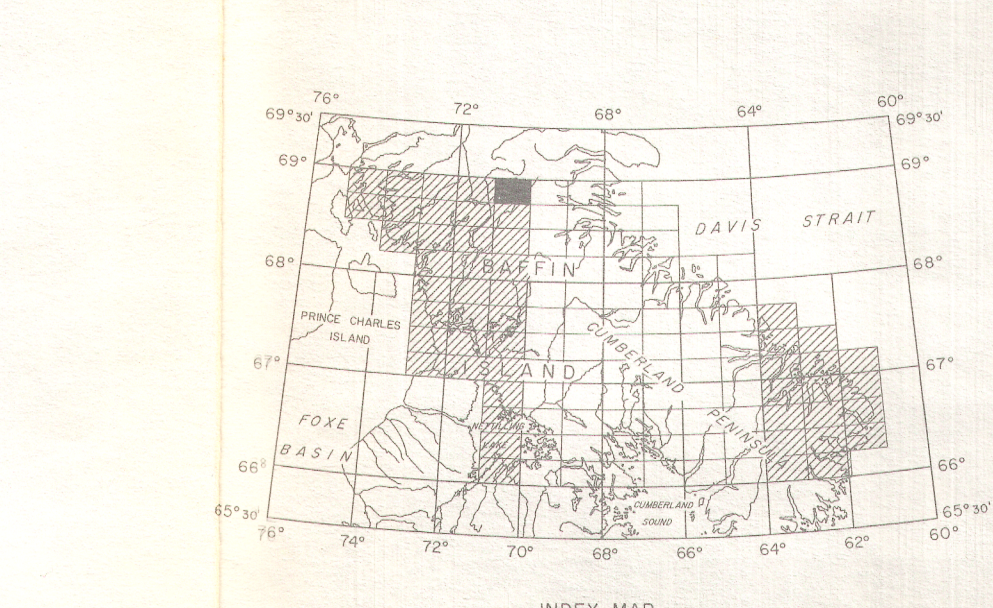 76°
72°
68°
64°
60°
69°30'
69°30'
69°
69°
DAVIS STRAIT
68°
68°
BAFFIN
PRINCE CHARLES
ISLAND
CUMBERLAND
67°
67°
ISLAND
FOXE
BASIN
NETTILLING
LAKE
PENINS
66°
66°
CUMBERLAND
SOUND
65°30'
65°30'
76°
74°
72°
70°
68°
66°
64°
62°
60°
INDEX MAP